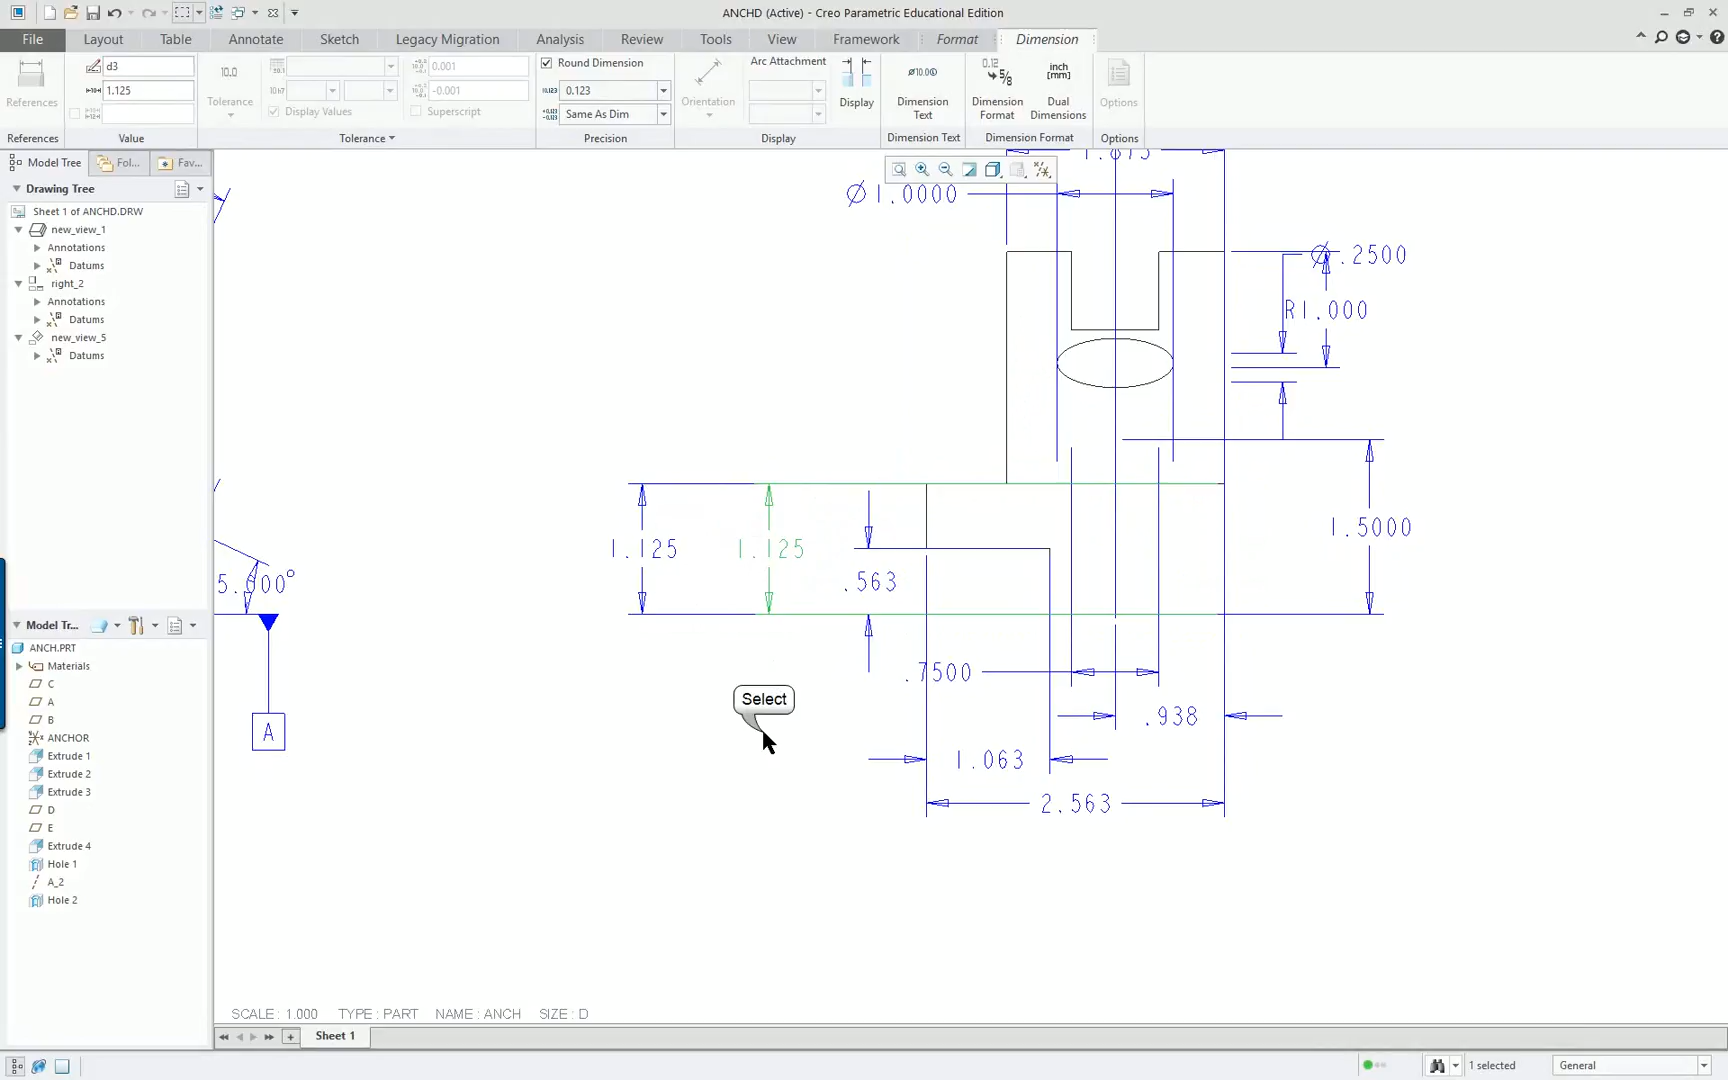 ANCHD (Active) - Creo Parametric Educational Edition
File Layout Table Annotate Sketch Legacy Migration Analysis Review Tools View Framework Format Dimension
d3
1.125
References
References
Value
10.0
Tolerance
Display Values
0.001
-0.001
Superscript
Tolerance
Round Dimension
0.123
Same As Dim
Precision
Orientation
Arc Attachment
Display
Display
Dimension Text
Dimension Text
Dimension Format
inch [mm]
Dual Dimensions
Dimension Format
Options
Options
Model Tree Fol... Fav...
Drawing Tree
Sheet 1 of ANCHD.DRW
new_view_1
Annotations
Datums
right_2
Annotations
Datums
new_view_5
Datums
Model Tr...
ANCH.PRT
Materials
C
A
B
ANCHOR
Extrude 1
Extrude 2
Extrude 3
D
E
Extrude 4
Hole 1
A_2
Hole 2
1.875
Ø1.0000
Ø.2500
R1.000
1.5000
1.125
1.125
.563
5.000°
.7500
.938
1.063
2.563
A
Select
SCALE : 1.000 TYPE : PART NAME : ANCH SIZE : D
Sheet 1
1 selected
General